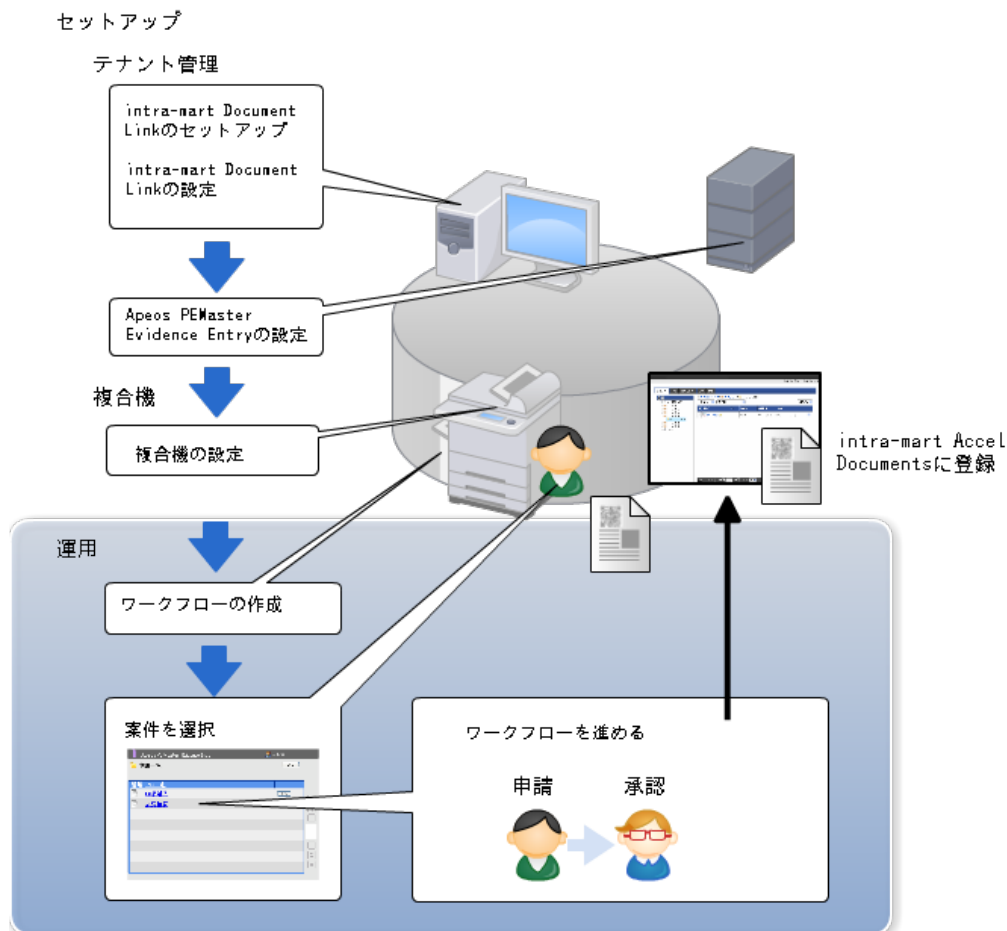 セットアップ
テナント管理
intra-mart Document
Linkのセットアップ
intra-mart Document
Linkの設定
Apeos PEMaster
Evidence Entryの設定
複合機
複合機の設定
intra-mart Accel
Documentsに登録
運用
ワークフローの作成
案件を選択
ワークフローを進める
申請
承認